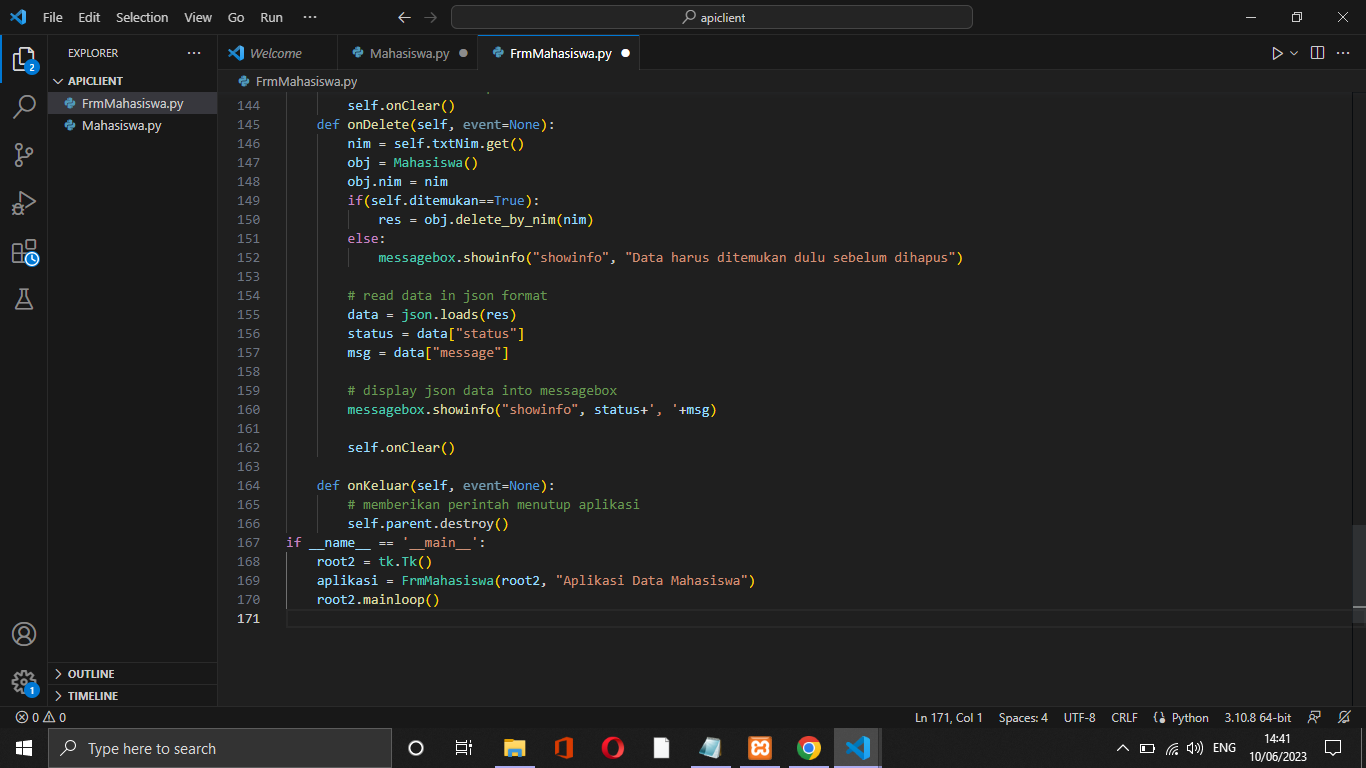 File Edit Selection View Go Run ··· apiclient
EXPLORER ···
APICLIENT
FrmMahasiswa.py
Mahasiswa.py
OUTLINE
TIMELINE
Welcome Mahasiswa.py FrmMahasiswa.py
FrmMahasiswa.py
144 self.onClear()
145 def onDelete(self, event=None):
146 nim = self.txtNim.get()
147 obj = Mahasiswa()
148 obj.nim = nim
149 if(self.ditemukan==True):
150 res = obj.delete_by_nim(nim)
151 else:
152 messagebox.showinfo("showinfo", "Data harus ditemukan dulu sebelum dihapus")
153
154 # read data in json format
155 data = json.loads(res)
156 status = data["status"]
157 msg = data["message"]
158
159 # display json data into messagebox
160 messagebox.showinfo("showinfo", status+', '+msg)
161
162 self.onClear()
163
164 def onKeluar(self, event=None):
165 # memberikan perintah menutup aplikasi
166 self.parent.destroy()
167 if __name__ == '__main__':
168 root2 = tk.Tk()
169 aplikasi = FrmMahasiswa(root2, "Aplikasi Data Mahasiswa")
170 root2.mainloop()
171
2
1
0 0 Ln 171, Col 1 Spaces: 4 UTF-8 CRLF Python 3.10.8 64-bit
Type here to search ENG 14:41
10/06/2023